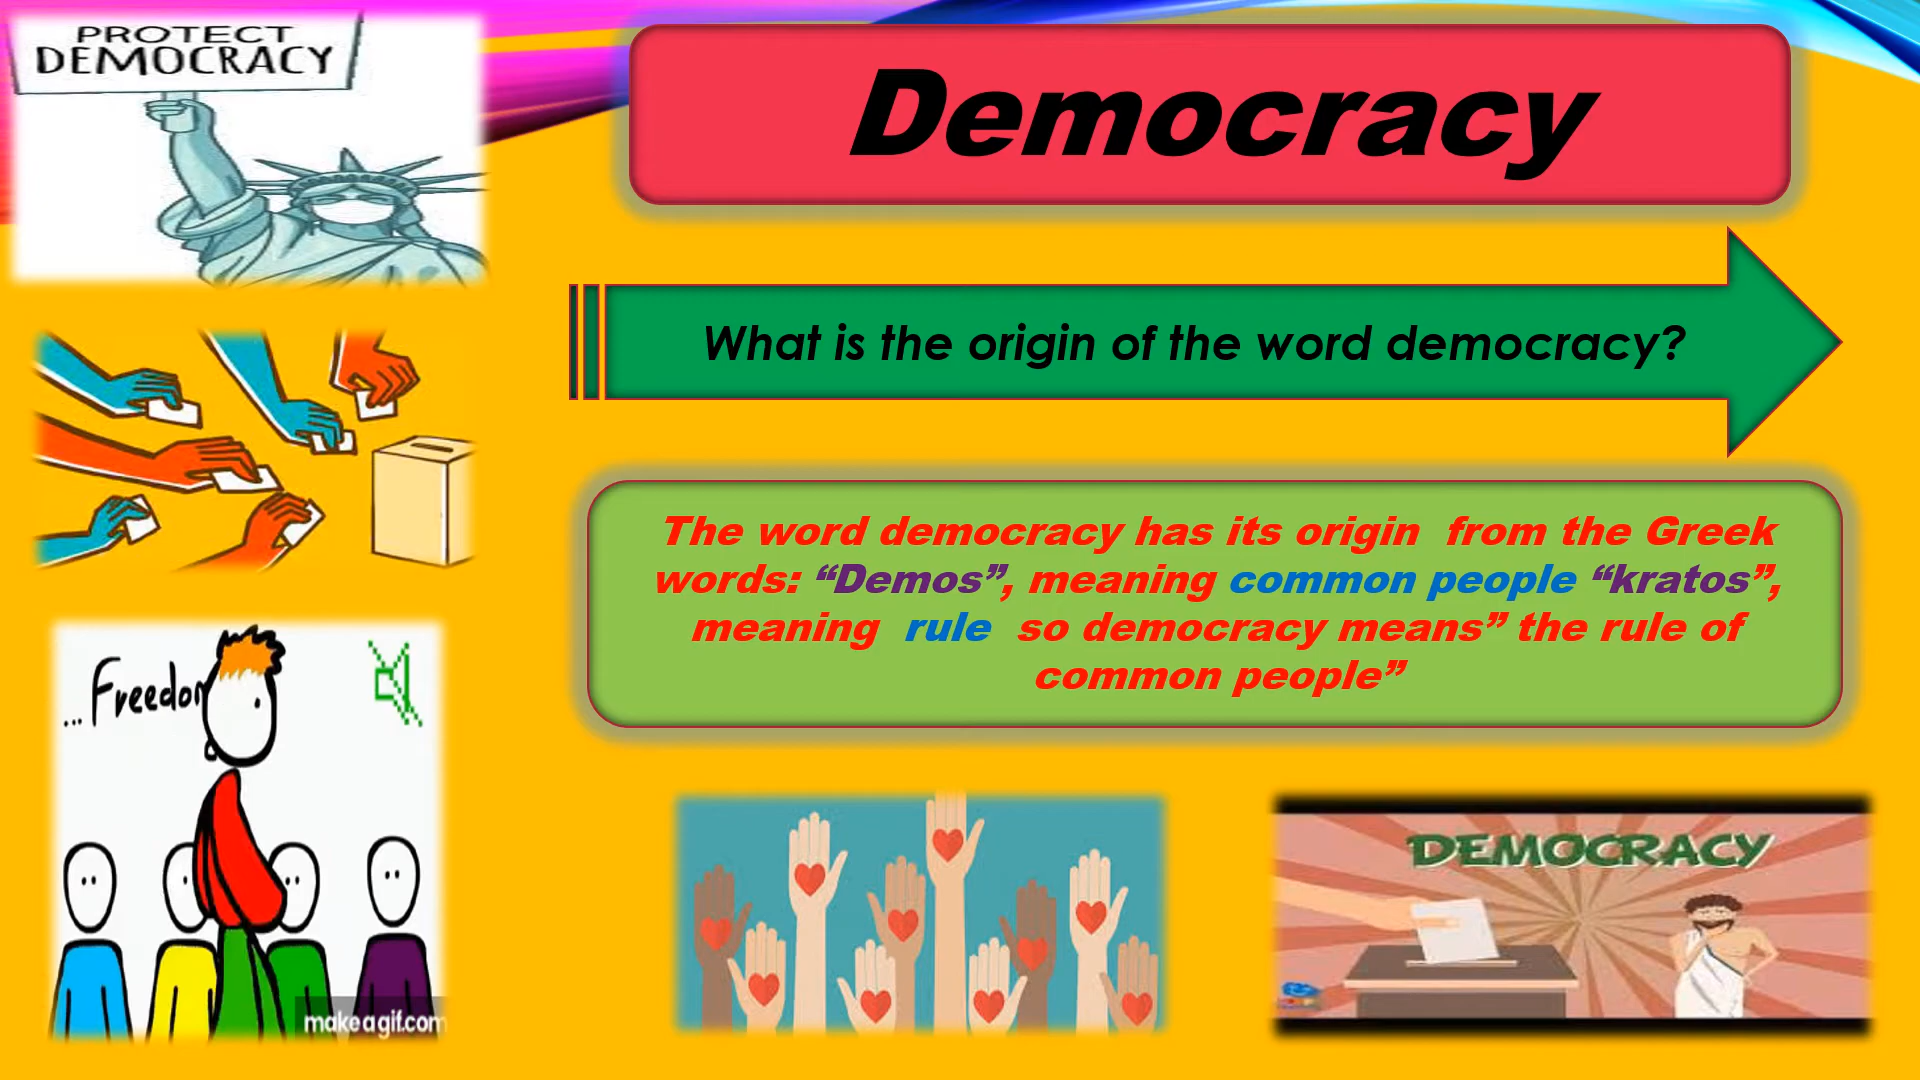 PROTECT
DEMOCRACY
Democracy
What is the origin of the word democracy?
The word democracy has its origin  from the Greek
words: “Demos”, meaning common people “kratos”,
meaning  rule  so democracy means” the rule of
common people”
... Freedom
makeagif.com
DEMOCRACY